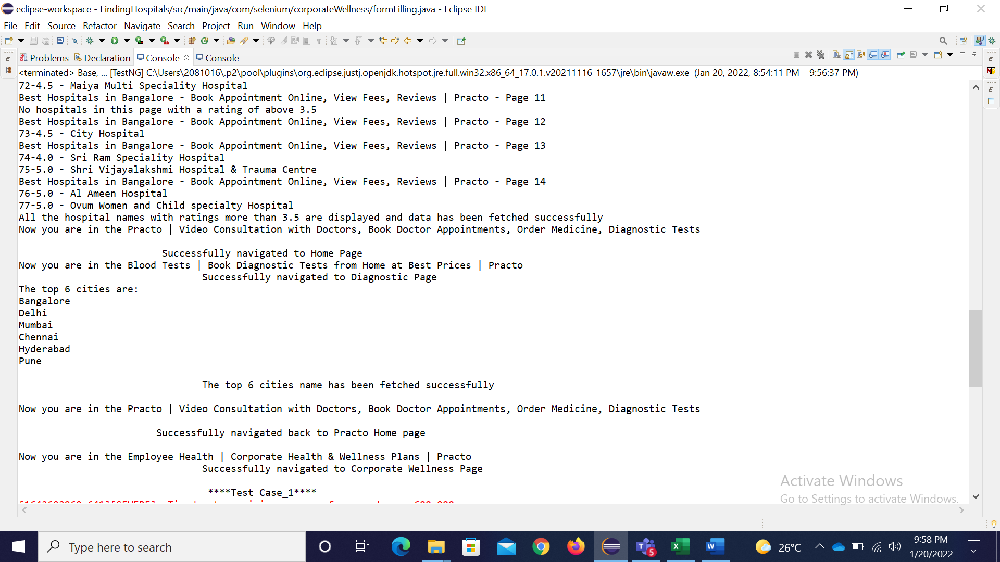 eclipse-workspace - FindingHospitals/src/main/java/com/selenium/corporateWellness/formFilling.java - Eclipse IDE
File Edit Source Refactor Navigate Search Project Run Window Help
Problems Declaration Console Console
<terminated> Base, ... [TestNG] C:\Users\2081016\.p2\pool\plugins\org.eclipse.justj.openjdk.hotspot.jre.full.win32.x86_64_17.0.1.v20211116-1657\jre\bin\javaw.exe (Jan 20, 2022, 8:54:11 PM – 9:56:37 PM)
72-4.5 - Maiya Multi Speciality Hospital
Best Hospitals in Bangalore - Book Appointment Online, View Fees, Reviews | Practo - Page 11
No hospitals in this page with a rating of above 3.5
Best Hospitals in Bangalore - Book Appointment Online, View Fees, Reviews | Practo - Page 12
73-4.5 - City Hospital
Best Hospitals in Bangalore - Book Appointment Online, View Fees, Reviews | Practo - Page 13
74-4.0 - Sri Ram Speciality Hospital
75-5.0 - Shri Vijayalakshmi Hospital & Trauma Centre
Best Hospitals in Bangalore - Book Appointment Online, View Fees, Reviews | Practo - Page 14
76-5.0 - Al Ameen Hospital
77-5.0 - Ovum Women and Child specialty Hospital
All the hospital names with ratings more than 3.5 are displayed and data has been fetched successfully
Now you are in the Practo | Video Consultation with Doctors, Book Doctor Appointments, Order Medicine, Diagnostic Tests
Successfully navigated to Home Page
Now you are in the Blood Tests | Book Diagnostic Tests from Home at Best Prices | Practo
Successfully navigated to Diagnostic Page
The top 6 cities are:
Bangalore
Delhi
Mumbai
Chennai
Hyderabad
Pune
The top 6 cities name has been fetched successfully
Now you are in the Practo | Video Consultation with Doctors, Book Doctor Appointments, Order Medicine, Diagnostic Tests
Successfully navigated back to Practo Home page
Now you are in the Employee Health | Corporate Health & Wellness Plans | Practo
Successfully navigated to Corporate Wellness Page
****Test Case_1****
Activate Windows
Go to Settings to activate Windows.
Type here to search
5
26°C
9:58 PM
1/20/2022